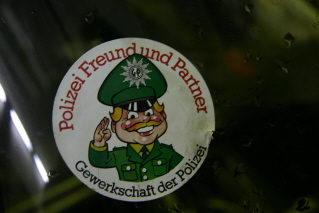 Polizei Freund und Partner
Gewerkschaft der Polizei